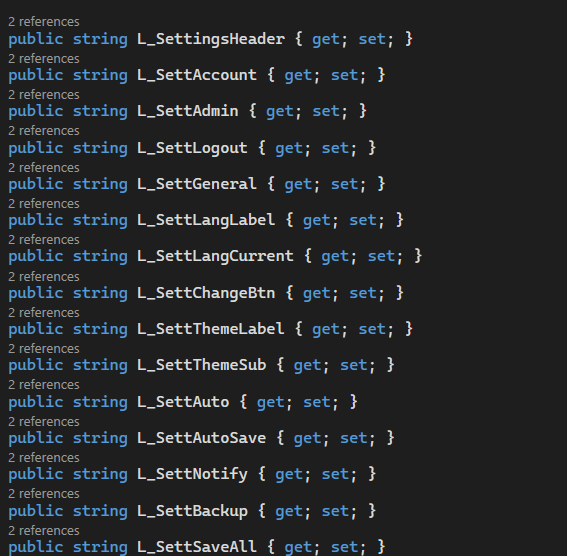 2 references
public string L_SettingsHeader { get; set; }
2 references
public string L_SettAccount { get; set; }
2 references
public string L_SettAdmin { get; set; }
2 references
public string L_SettLogout { get; set; }
2 references
public string L_SettGeneral { get; set; }
2 references
public string L_SettLangLabel { get; set; }
2 references
public string L_SettLangCurrent { get; set; }
2 references
public string L_SettChangeBtn { get; set; }
2 references
public string L_SettThemeLabel { get; set; }
2 references
public string L_SettThemeSub { get; set; }
2 references
public string L_SettAuto { get; set; }
2 references
public string L_SettAutoSave { get; set; }
2 references
public string L_SettNotify { get; set; }
2 references
public string L_SettBackup { get; set; }
2 references
public string L_SettSaveAll { get; set; }